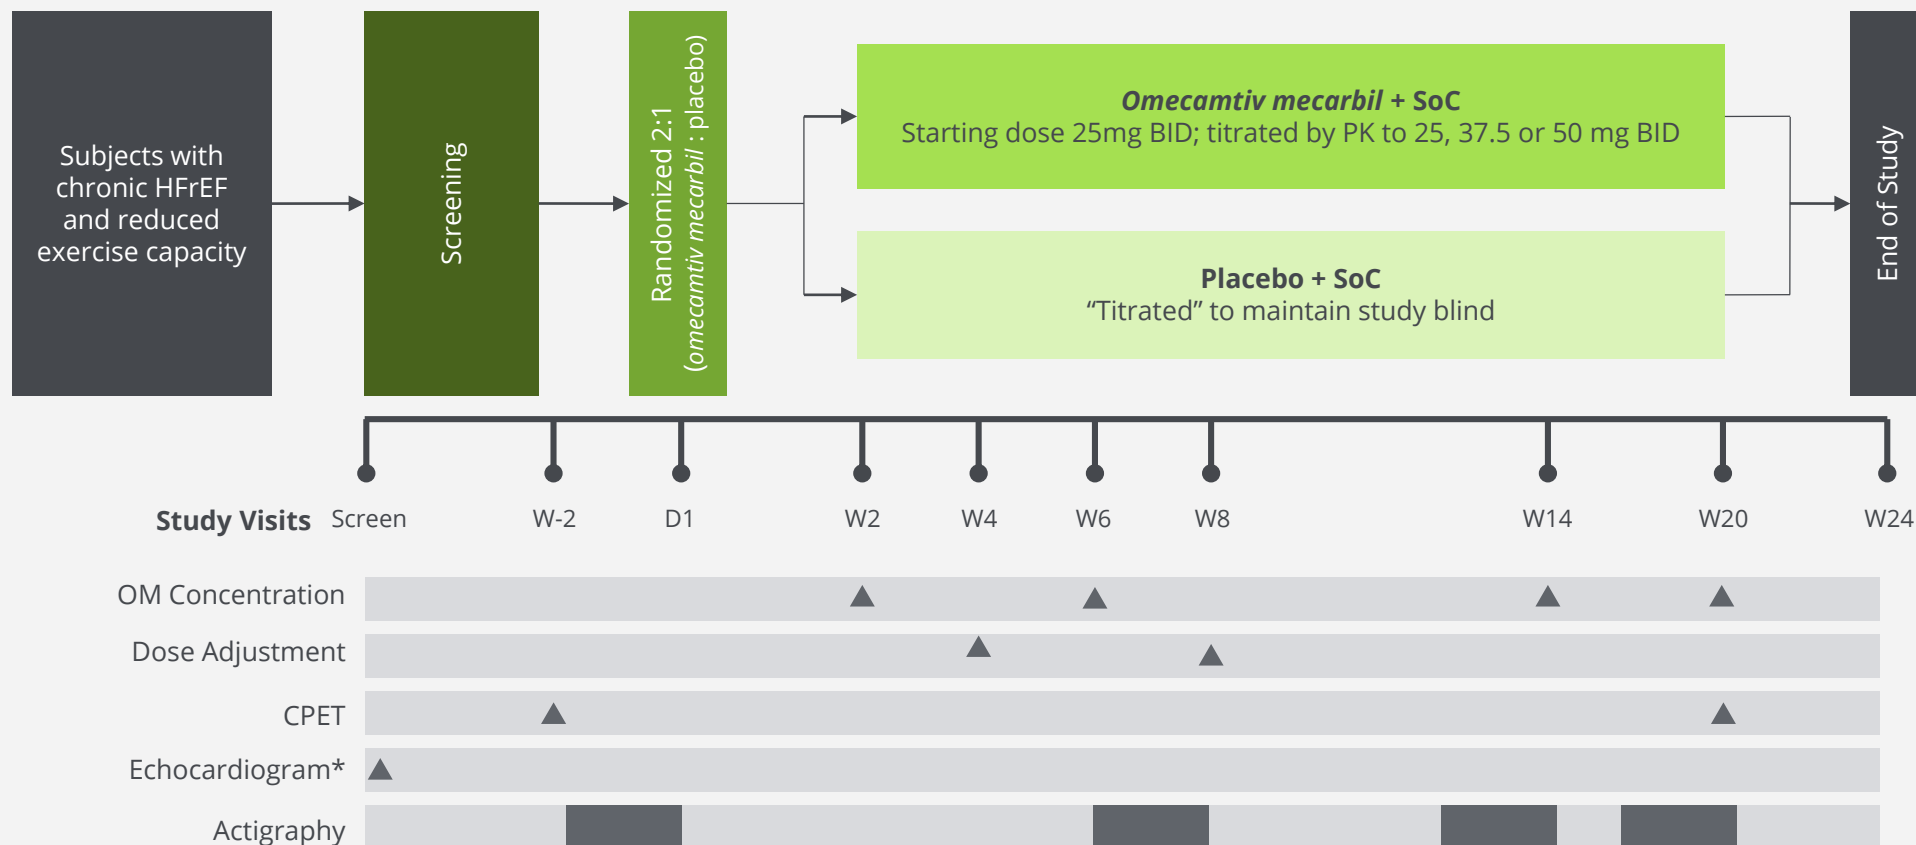 Subjects with
chronic HFrEF
and reduced
exercise capacity
Screening
Randomized 2:1
(omecamtiv mecarbil : placebo)
Omecamtiv mecarbil + SoC
Starting dose 25mg BID; titrated by PK to 25, 37.5 or 50 mg BID
Placebo + SoC
“Titrated” to maintain study blind
End of Study
Study Visits Screen W-2 D1 W2 W4 W6 W8 W14 W20 W24
OM Concentration
Dose Adjustment
CPET
Echocardiogram*
Actigraphy